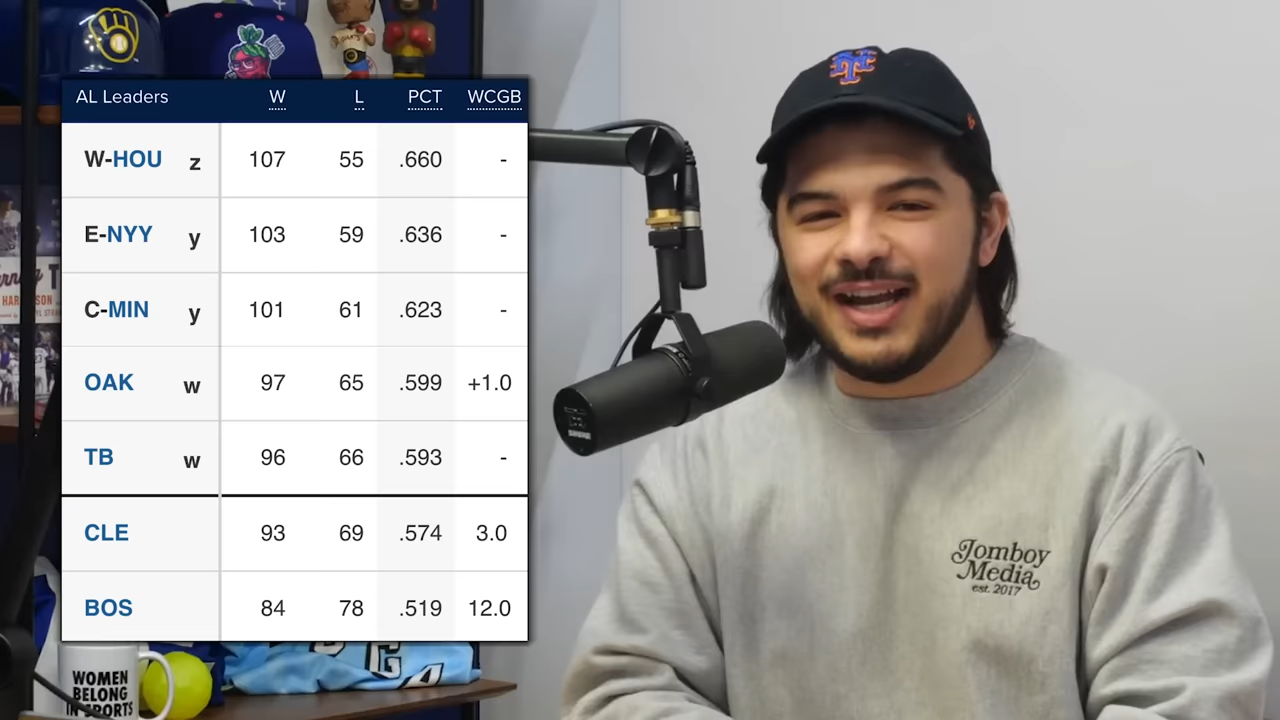 AL Leaders W L PCT WCGB
W-HOU z 107 55 .660 -
E-NYY y 103 59 .636 -
C-MIN y 101 61 .623 -
OAK w 97 65 .599 +1.0
TB w 96 66 .593 -
CLE 93 69 .574 3.0
BOS 84 78 .519 12.0
NY
SHURE
Jomboy
Media
est. 2017
WOMEN
BELONG
IN SPORTS